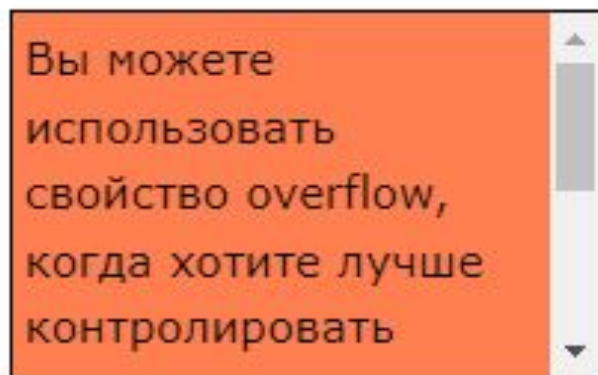 Вы можете
использовать
свойство overflow,
когда хотите лучше
контролировать